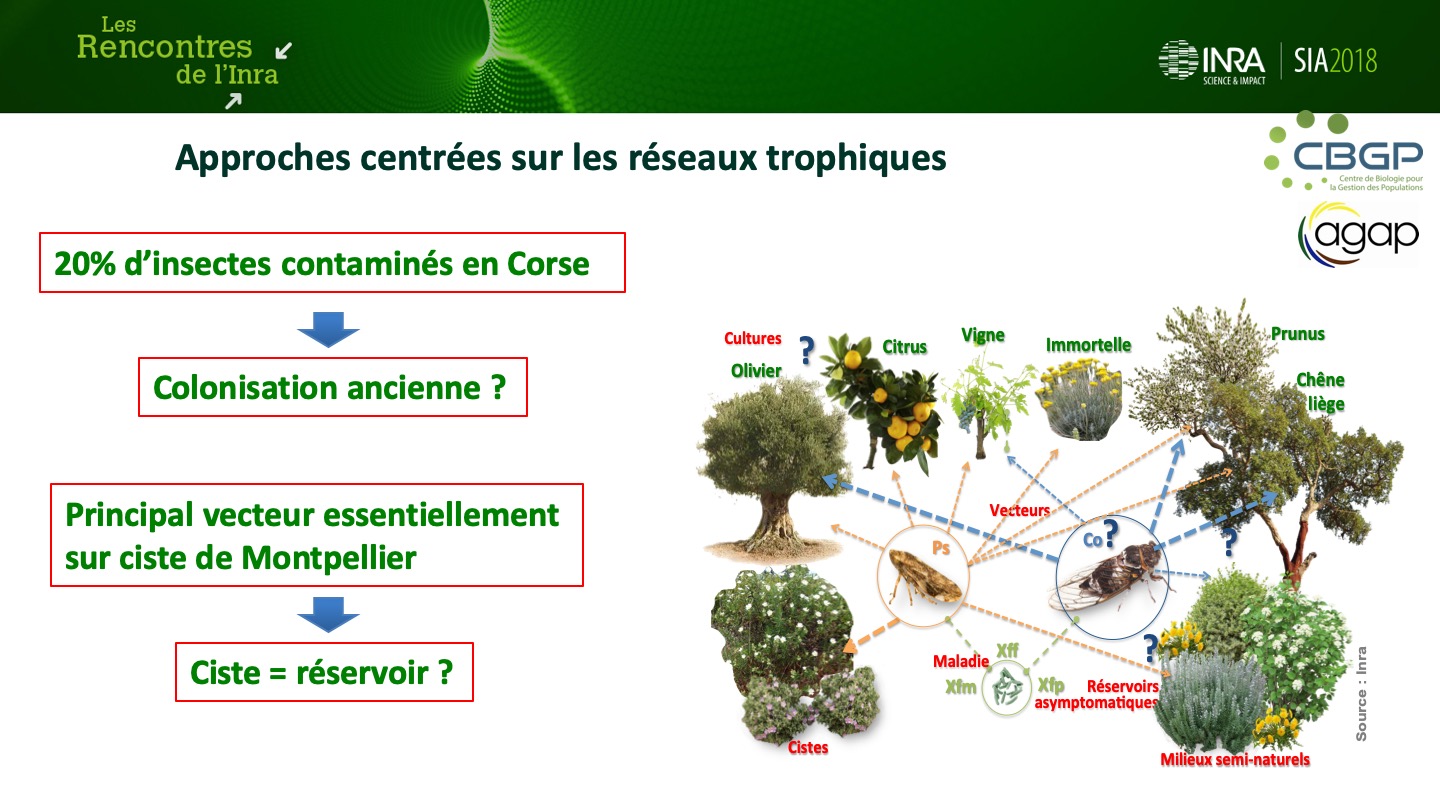 Les
Rencontres
de l'Inra
INRA
SCIENCE & IMPACT
SIA2018
Approches centrées sur les réseaux trophiques
CBGP
Centre de Biologie pour
la Gestion des Populations
agap
20% d'insectes contaminés en Corse
Colonisation ancienne ?
Principal vecteur essentiellement
sur ciste de Montpellier
Ciste = réservoir ?
Cultures
?
Olivier
Citrus
Vigne
Immortelle
Prunus
Chêne
liège
Vecteurs
Ps
Co?
?
?
Maladie
Xff
Xfm
Xfp
Réservoirs
asymptomatiques
Cistes
Milieux semi-naturels
Source : Inra